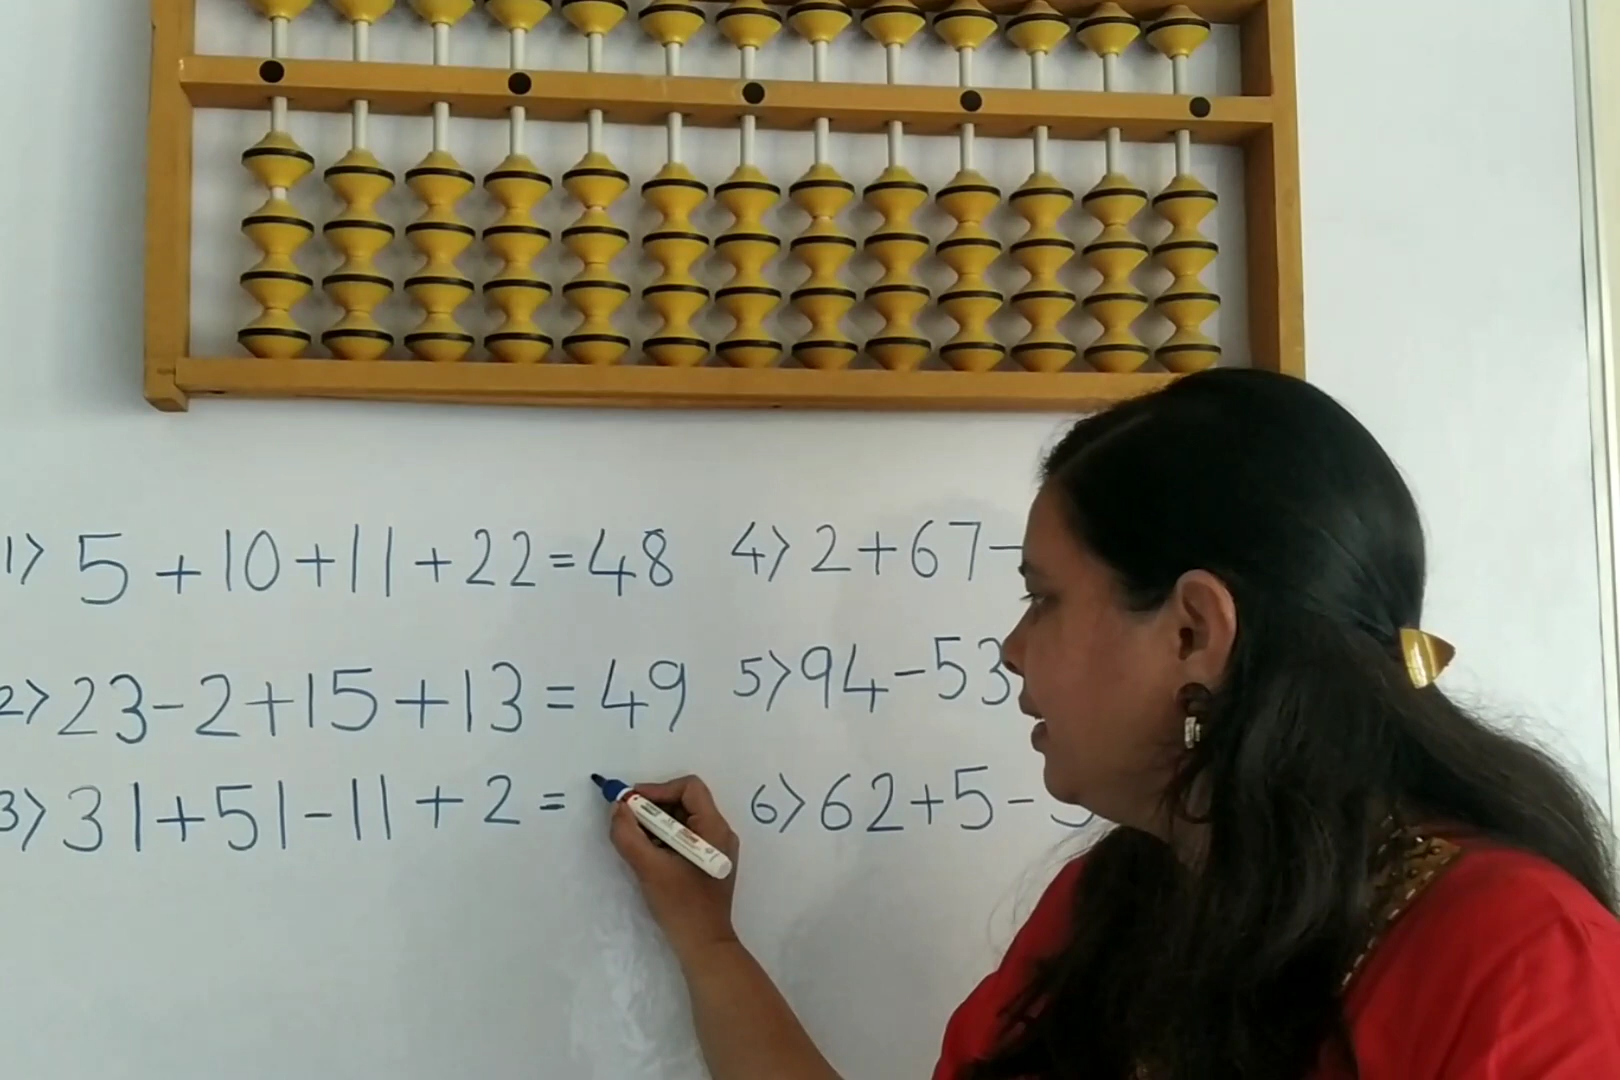 1> 5 + 10 + 11 + 22 = 48
2> 23 - 2 + 15 + 13 = 49
3> 31 + 51 - 11 + 2 =
4> 2 + 67 -
5> 94 - 53
6> 62 + 5 -